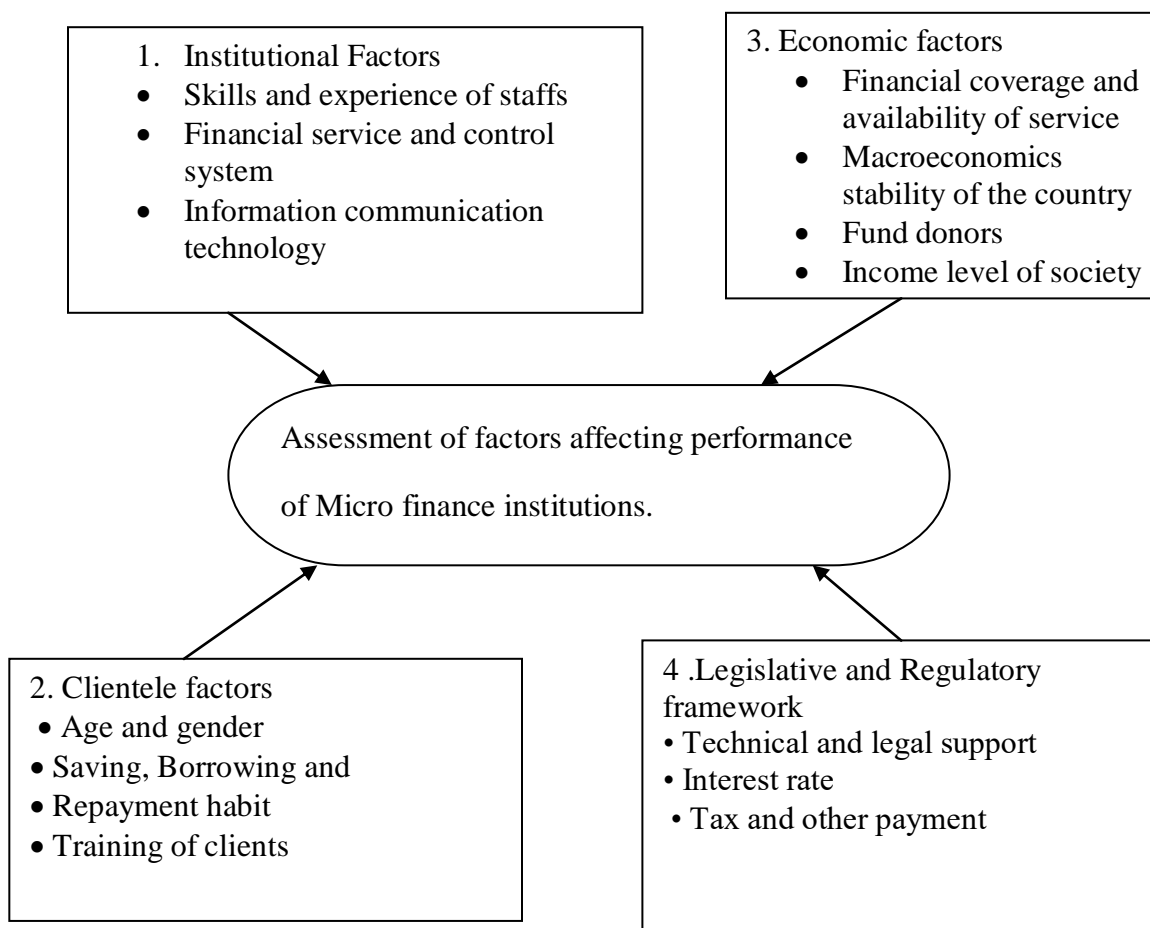 1. Institutional Factors
• Skills and experience of staffs
• Financial service and control
system
• Information communication
technology
3. Economic factors
• Financial coverage and
availability of service
• Macroeconomics
stability of the country
• Fund donors
• Income level of society
Assessment of factors affecting performance
of Micro finance institutions.
2. Clientele factors
• Age and gender
• Saving, Borrowing and
• Repayment habit
• Training of clients
4 .Legislative and Regulatory
framework
• Technical and legal support
• Interest rate
• Tax and other payment